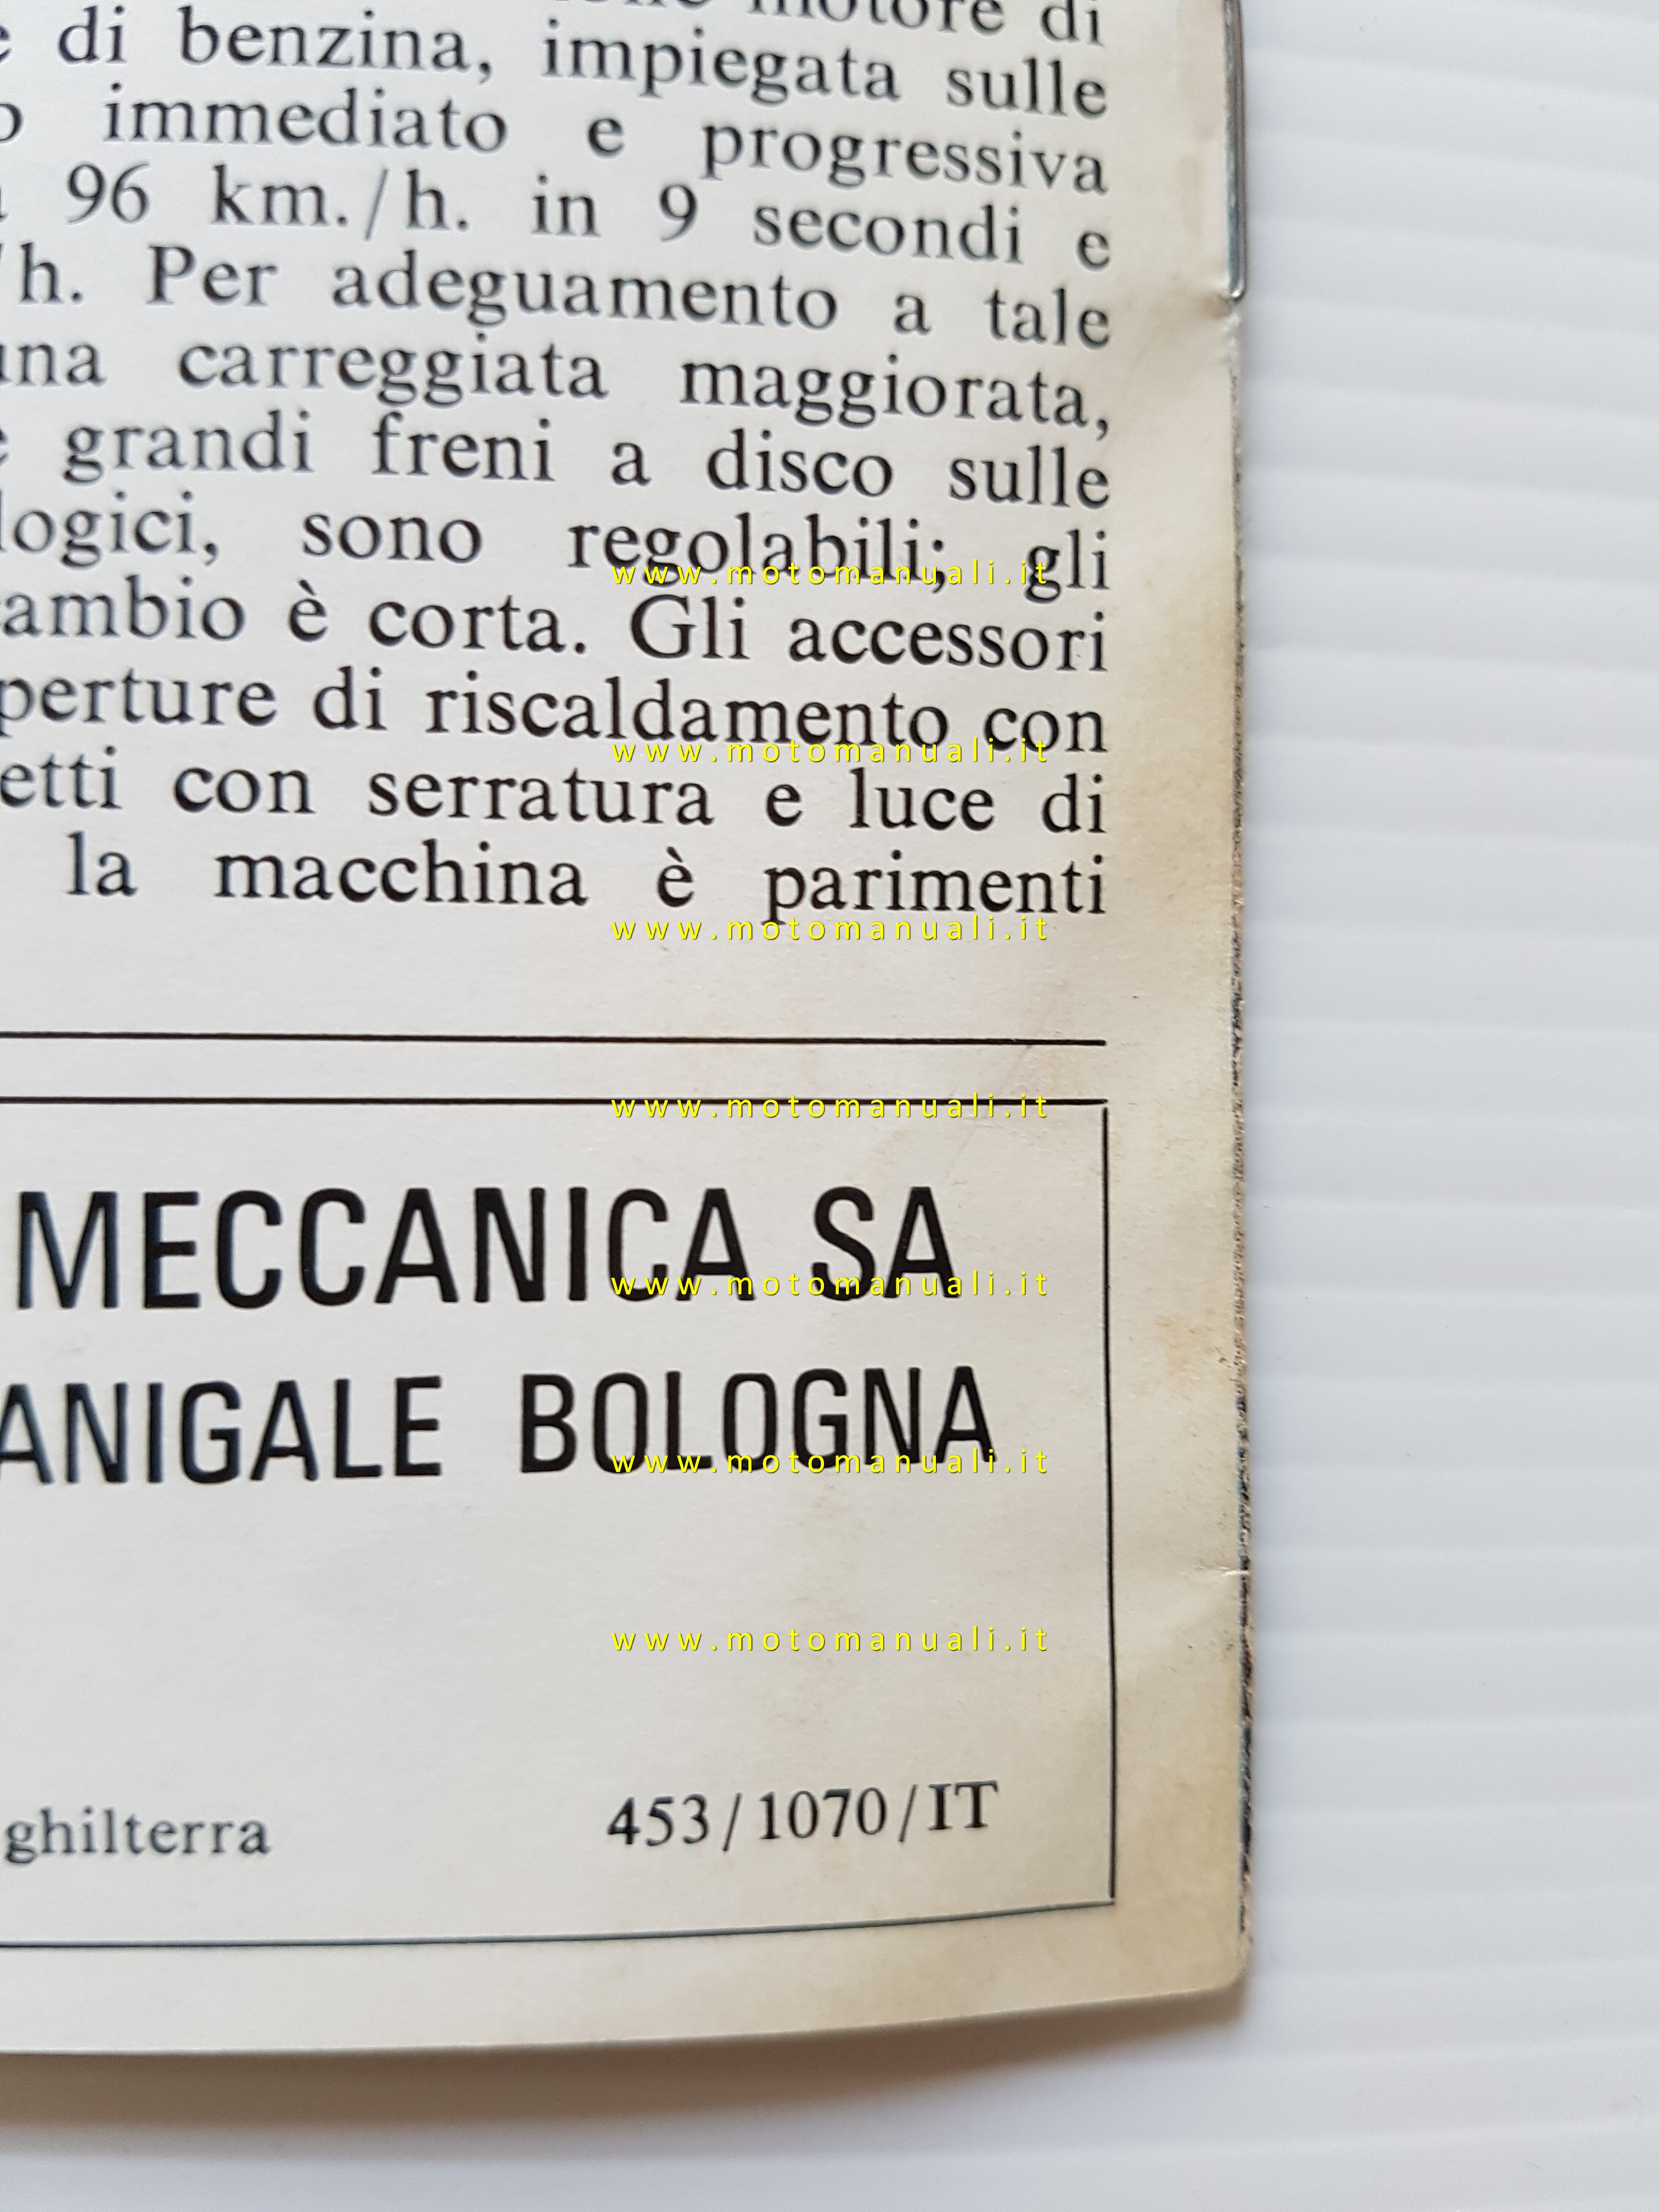 motore di
di benzina, impiegata sulle
immediato e progressiva
96 km./h. in 9 secondi e
/h. Per adeguamento a tale
una carreggiata maggiorata,
grandi freni a disco sulle
logici, sono regolabili; gli
www.motomanuali.it
ambio è corta. Gli accessori
perture di riscaldamento con
www.motomanuali.it
etti con serratura e luce di
la macchina è parimenti
www.motomanuali.it
www.motomanuali.it
MECCANICA SA
www.motomanuali.it
ANIGALE BOLOGNA
www.motomanuali.it
www.motomanuali.it
ghilterra 453/1070/IT